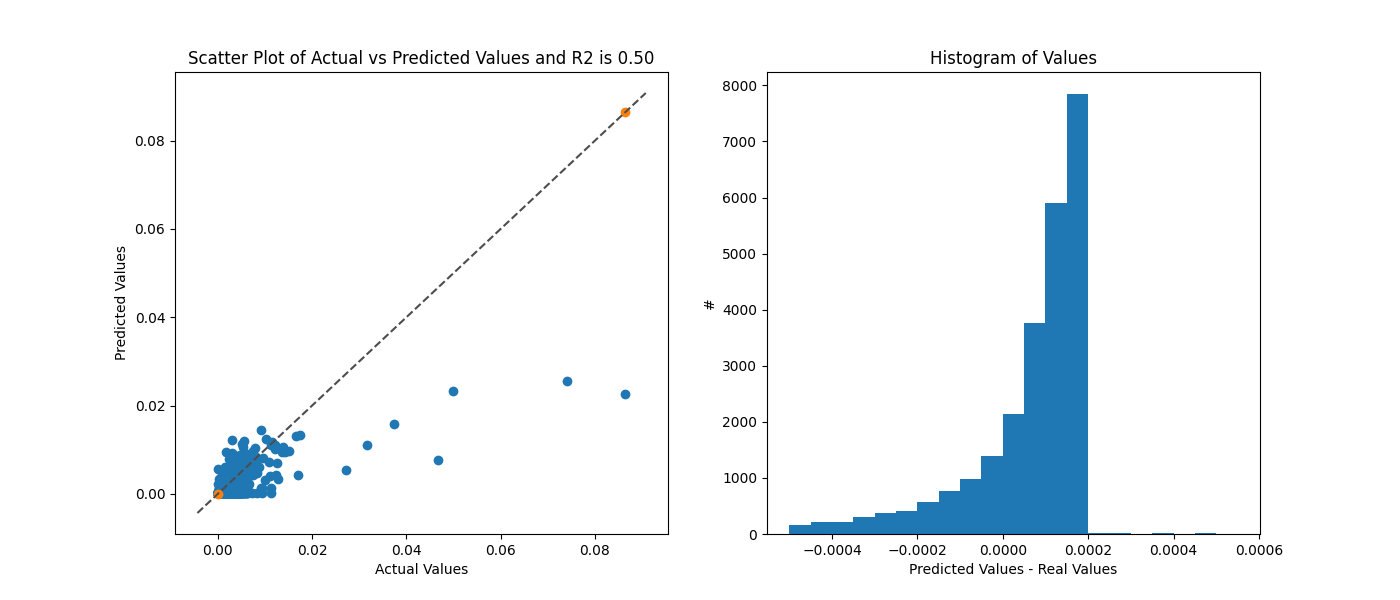 Scatter Plot of Actual vs Predicted Values and R2 is 0.50
Predicted Values
0.08
0.06
0.04
0.02
0.00
0.00 0.02 0.04 0.06 0.08
Actual Values
Histogram of Values
#
8000
7000
6000
5000
4000
3000
2000
1000
0
−0.0004 −0.0002 0.0000 0.0002 0.0004 0.0006
Predicted Values - Real Values